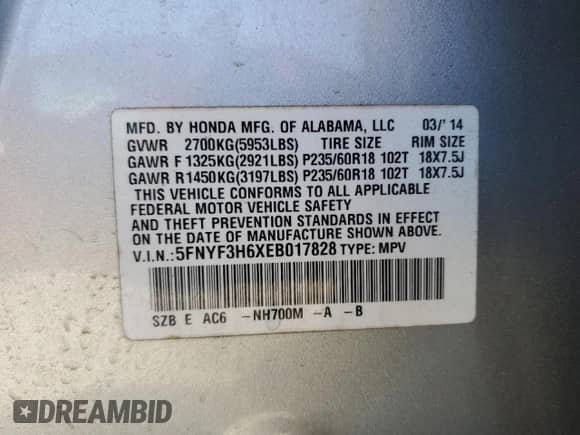 MFD. BY HONDA MFG. OF ALABAMA, LLC 03/'14
GVWR 2700KG(5953LBS) TIRE SIZE RIM SIZE
GAWR F 1325KG(2921LBS) P235/60R18 102T 18X7.5J
GAWR R1450KG(3197LBS) P235/60R18 102T 18X7.5J
THIS VEHICLE CONFORMS TO ALL APPLICABLE
FEDERAL MOTOR VEHICLE SAFETY
AND THEFT PREVENTION STANDARDS IN EFFECT
ON THE DATE OF MANUFACTURE SHOWN ABOVE.
V.I.N.:5FNYF3H6XEB017828 TYPE: MPV
SZB E AC6 -NH700M -A -B
DREAMBID